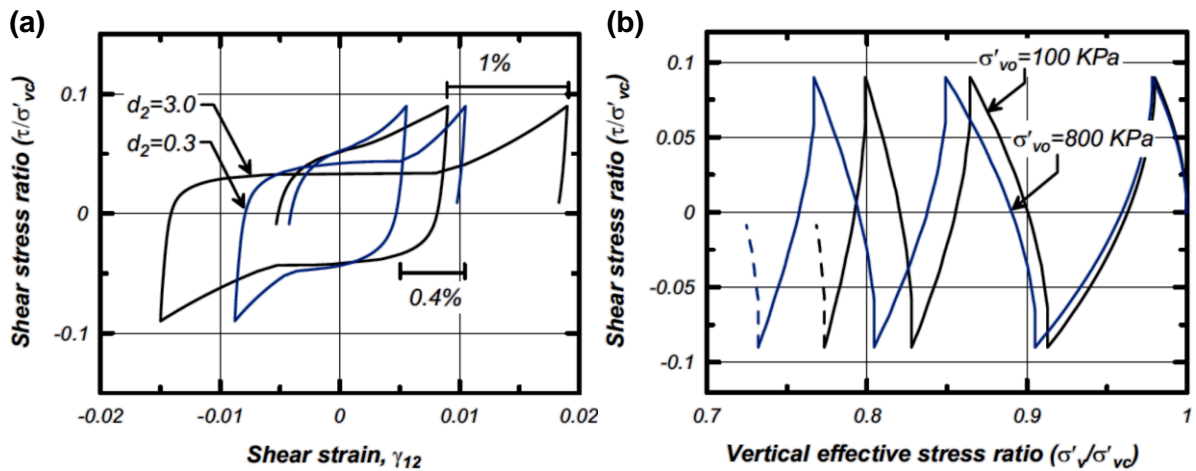 (a)
Shear stress ratio (τ/σ'vc)
0.1
0
-0.1
d2=3.0
d2=0.3
1%
0.4%
-0.02
-0.01
0
0.01
0.02
Shear strain, γ12
(b)
Shear stress ratio (τ/σ'vc)
0.1
0.05
0
-0.05
-0.1
σ'vo=100 KPa
σ'vo=800 KPa
0.7
0.8
0.9
1
Vertical effective stress ratio (σ'v/σ'vc)